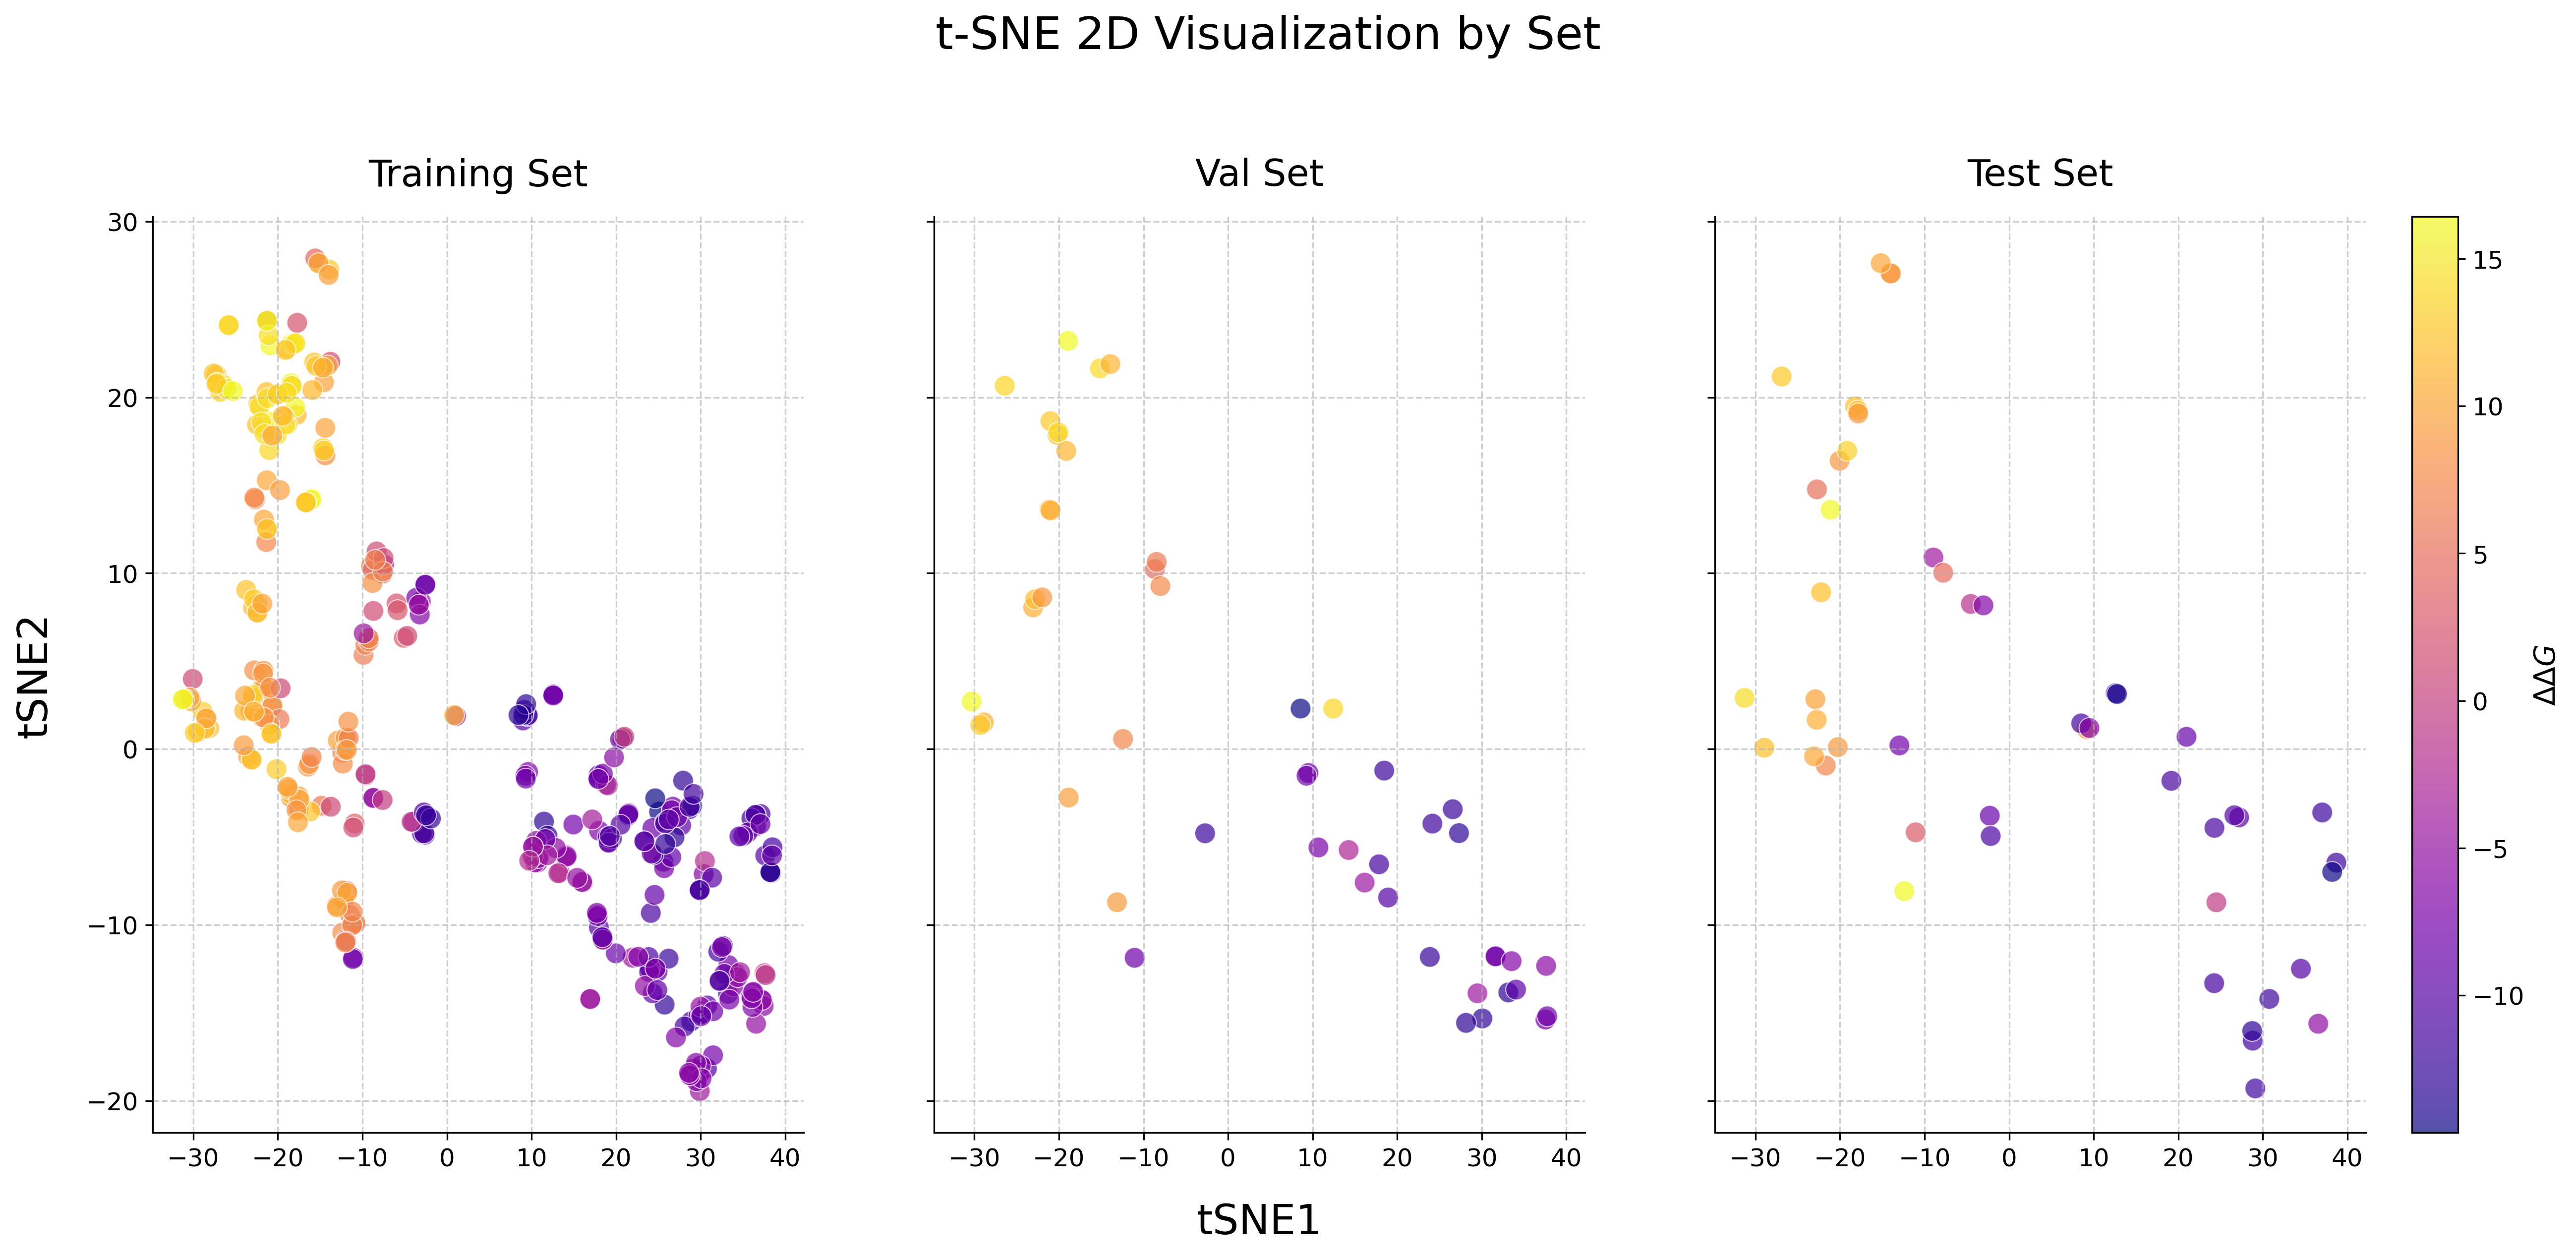 t-SNE 2D Visualization by Set
Training Set
Val Set
Test Set
tSNE2
30
20
10
0
−10
−20
−30 −20 −10 0 10 20 30 40
−30 −20 −10 0 10 20 30 40
−30 −20 −10 0 10 20 30 40
tSNE1
15
10
5
0
−5
−10
ΔΔG